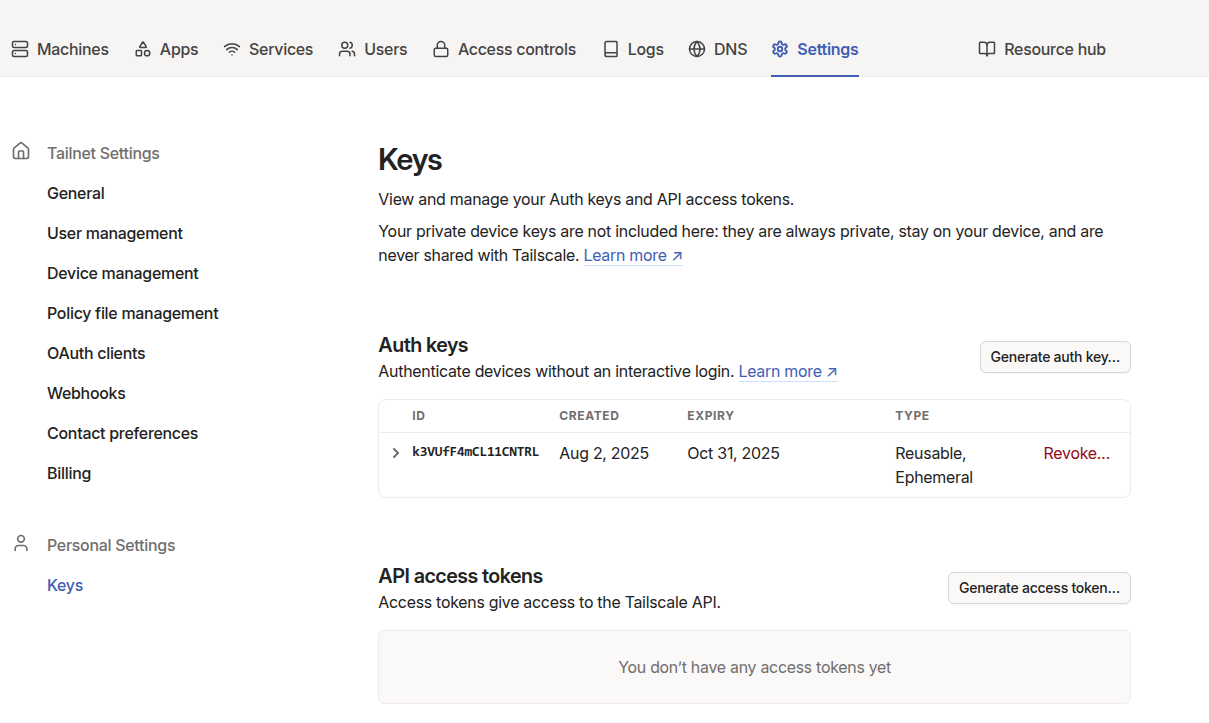 Machines Apps Services Users Access controls Logs DNS Settings Resource hub
Tailnet Settings
General
User management
Device management
Policy file management
OAuth clients
Webhooks
Contact preferences
Billing
Personal Settings
Keys
Keys
View and manage your Auth keys and API access tokens.
Your private device keys are not included here: they are always private, stay on your device, and are
never shared with Tailscale. Learn more ↗
Auth keys
Authenticate devices without an interactive login. Learn more ↗
Generate auth key...
ID CREATED EXPIRY TYPE
k3VUfF4mCL11CNTRL Aug 2, 2025 Oct 31, 2025 Reusable, Revoke...
Ephemeral
API access tokens
Access tokens give access to the Tailscale API.
Generate access token...
You don’t have any access tokens yet